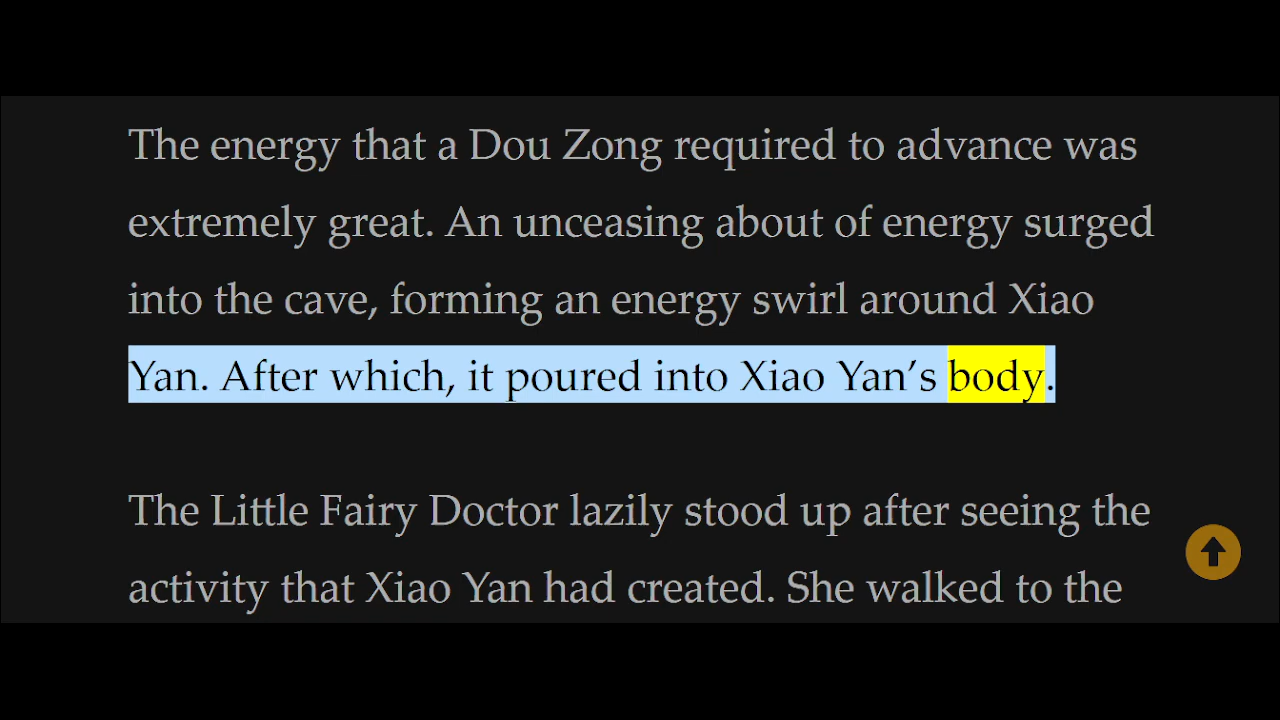 The energy that a Dou Zong required to advance was
extremely great. An unceasing about of energy surged
into the cave, forming an energy swirl around Xiao
Yan. After which, it poured into Xiao Yan’s body.
The Little Fairy Doctor lazily stood up after seeing the
activity that Xiao Yan had created. She walked to the